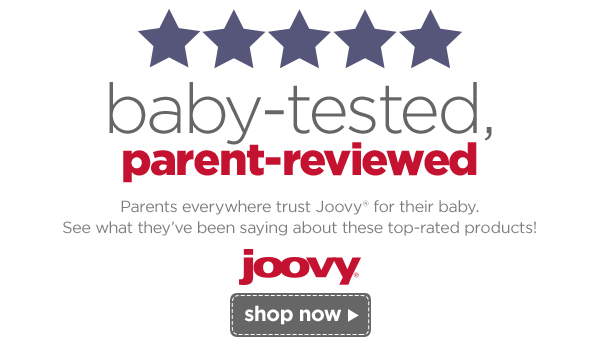 baby-tested,
parent-reviewed
Parents everywhere trust Joovy® for their baby.
See what they’ve been saying about these top-rated products!
joovy®
shop now